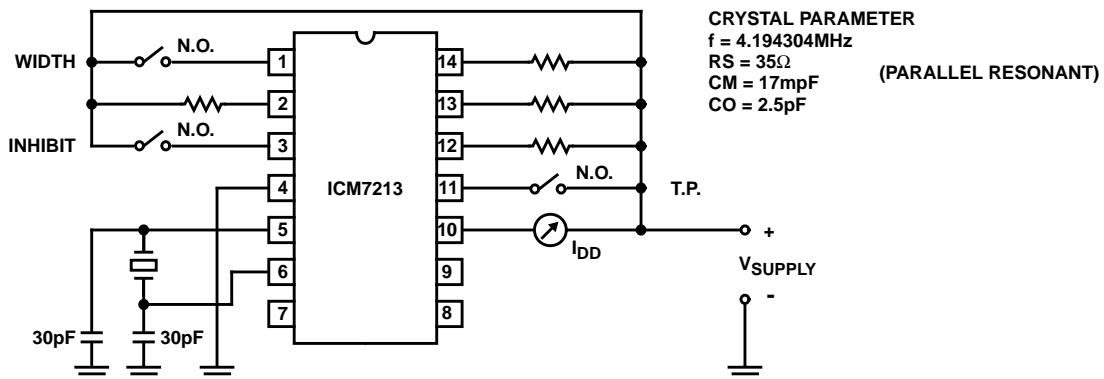 CRYSTAL PARAMETER
f = 4.194304MHz
RS = 35Ω
CM = 17mpF
CO = 2.5pF
(PARALLEL RESONANT)
WIDTH
N.O.
1
14
2
13
N.O.
INHIBIT
3
12
N.O.
4
ICM7213
11
T.P.
5
10
IDD
+
VSUPPLY
-
6
9
7
8
30pF
30pF